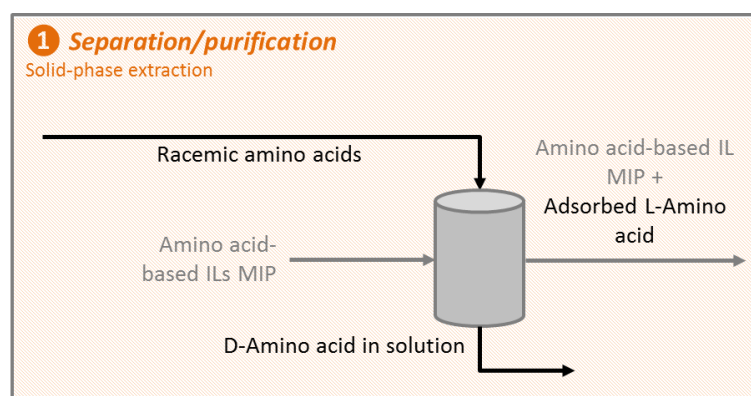 1 Separation/purification
Solid-phase extraction
Racemic amino acids
Amino acid-based IL
MIP +
Adsorbed L-Amino
acid
Amino acid-
based ILs MIP
D-Amino acid in solution